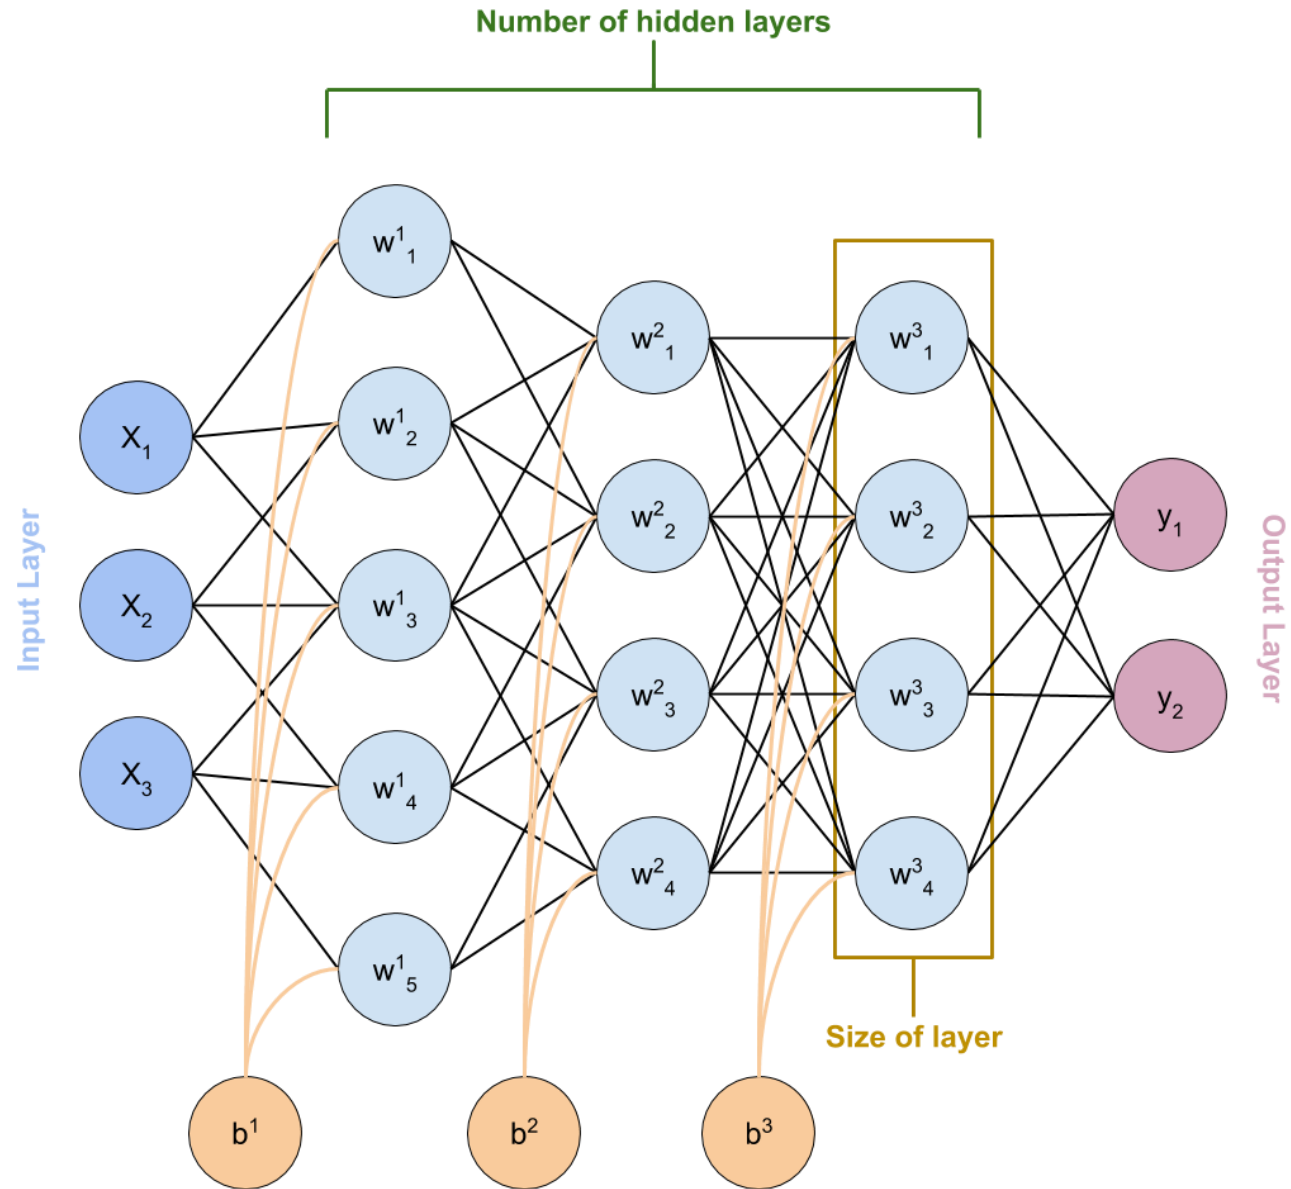 Number of hidden layers
Input Layer
X₁
X₂
X₃
w¹₁
w¹₂
w¹₃
w¹₄
w¹₅
w²₁
w²₂
w²₃
w²₄
w³₁
w³₂
w³₃
w³₄
y₁
y₂
Output Layer
Size of layer
b¹
b²
b³